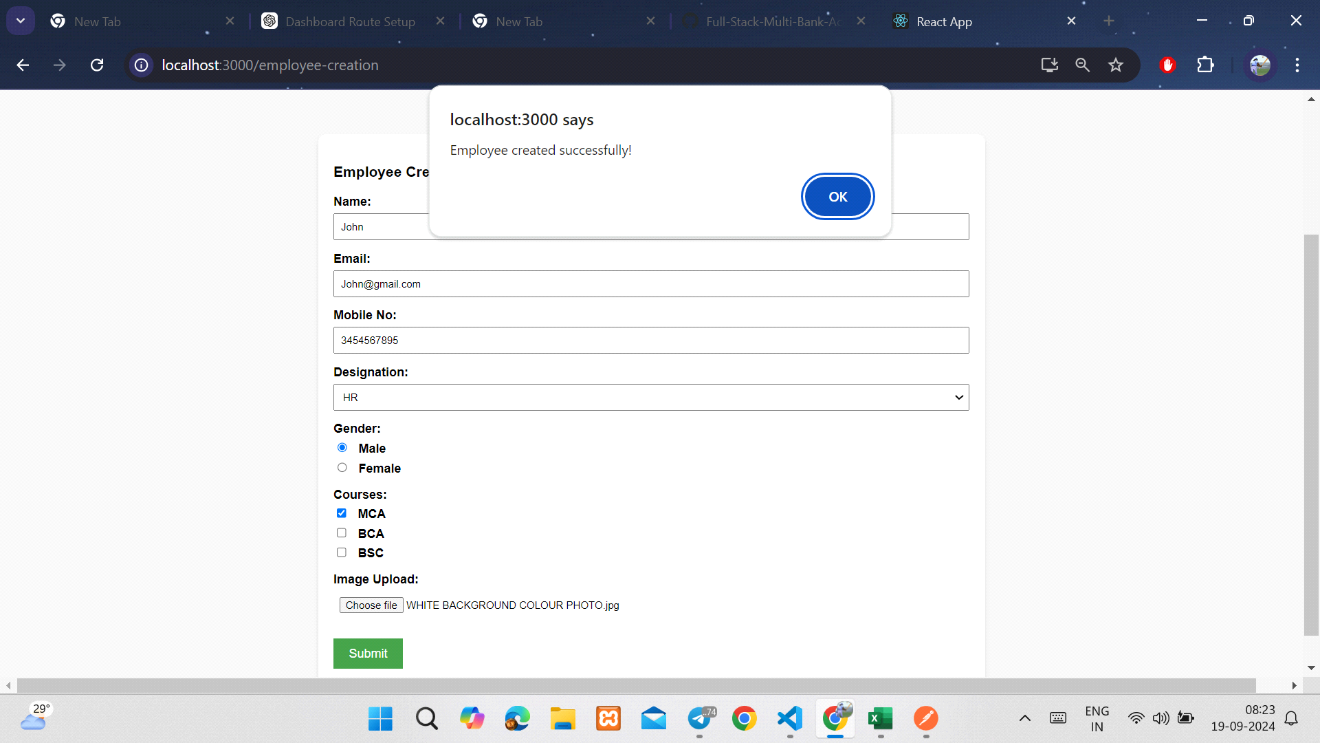 New Tab
Dashboard Route Setup
New Tab
Full-Stack-Multi-Bank-Ac
React App
localhost:3000/employee-creation
localhost:3000 says
Employee created successfully!
OK
Employee Cre
Name:
John
Email:
John@gmail.com
Mobile No:
3454567895
Designation:
HR
Gender:
Male
Female
Courses:
MCA
BCA
BSC
Image Upload:
Choose file WHITE BACKGROUND COLOUR PHOTO.jpg
Submit
29°
74
ENG
IN
08:23
19-09-2024